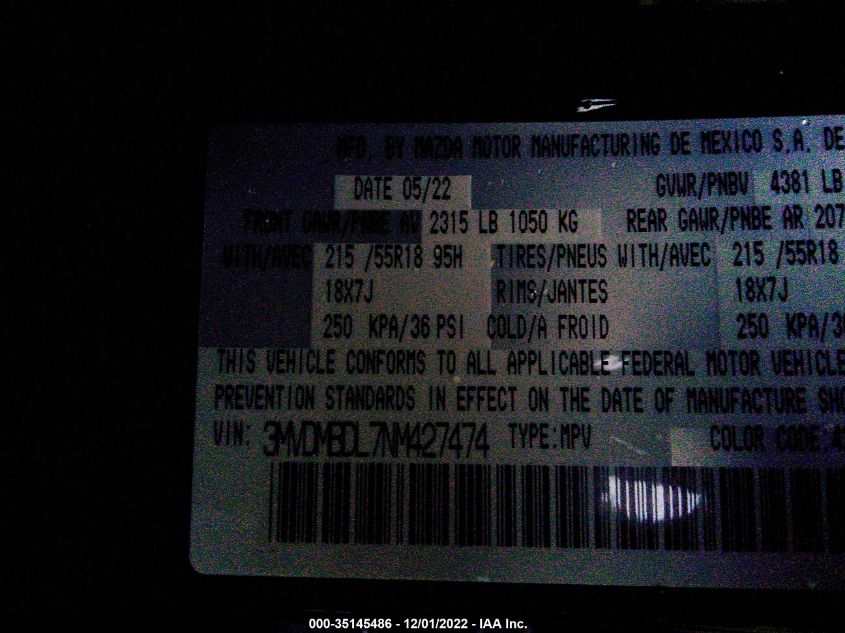 MFD. BY MAZDA MOTOR MANUFACTURING DE MEXICO S.A. DE
DATE 05/22 GVWR/PNBV 4381 LB
FRONT GAWR/PNBE AV 2315 LB 1050 KG REAR GAWR/PNBE AR 207
WITH/AVEC 215 /55R18 95H TIRES/PNEUS WITH/AVEC 215 /55R18
18X7J RIMS/JANTES 18X7J
250 KPA/36 PSI COLD/A FROID 250 KPA/3
THIS VEHICLE CONFORMS TO ALL APPLICABLE FEDERAL MOTOR VEHICLE
PREVENTION STANDARDS IN EFFECT ON THE DATE OF MANUFACTURE SHO
VIN: 3MVDMBDL7NM427474 TYPE:MPV COLOR CODE:4
000-35145486 - 12/01/2022 - IAA Inc.